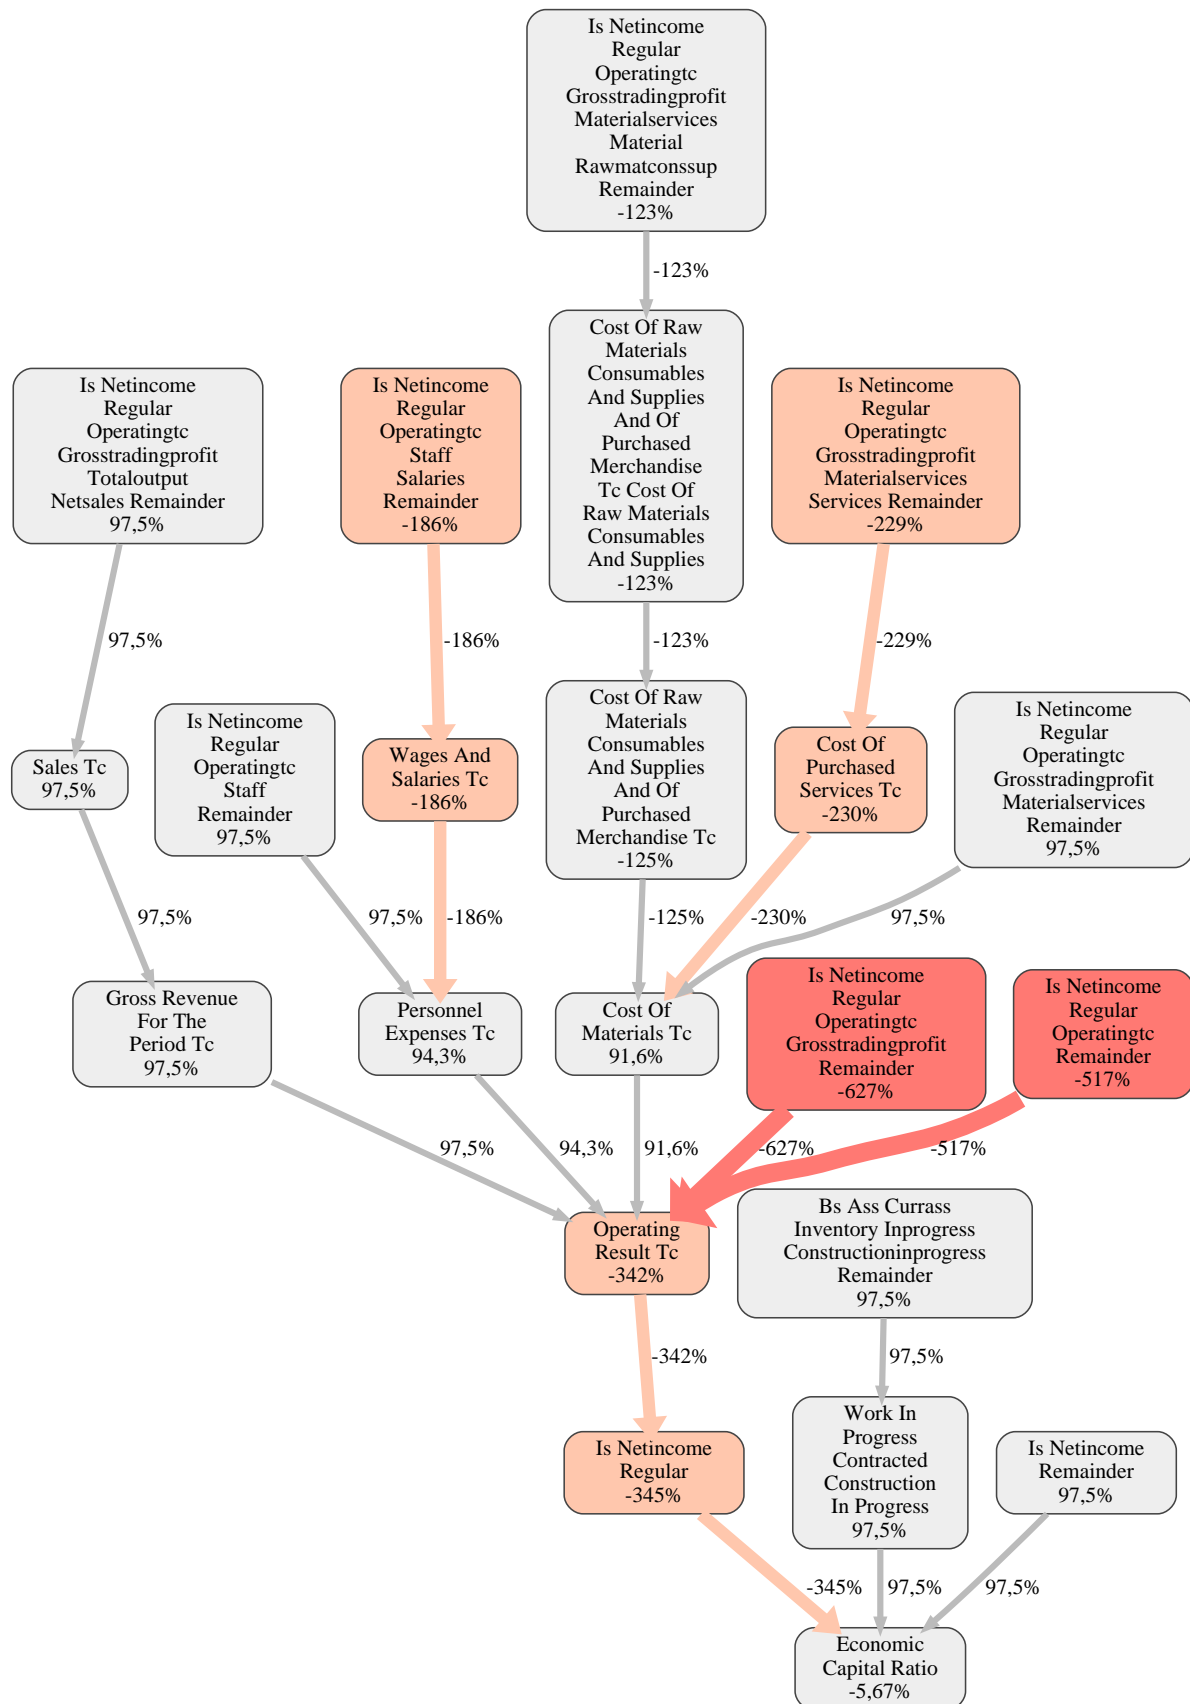 Is Netincome
Regular
Operatingtc
Grosstradingprofit
Materialservices
Material
Rawmatconssup
Remainder
-123%
-123%
Is Netincome
Regular
Operatingtc
Grosstradingprofit
Totaloutput
Netsales Remainder
97,5%
Is Netincome
Regular
Operatingtc
Staff
Salaries
Remainder
-186%
Cost Of Raw
Materials
Consumables
And Supplies
And Of
Purchased
Merchandise
Tc Cost Of
Raw Materials
Consumables
And Supplies
-123%
Is Netincome
Regular
Operatingtc
Grosstradingprofit
Materialservices
Services Remainder
-229%
97,5%
-186%
-123%
-229%
Sales Tc
97,5%
Is Netincome
Regular
Operatingtc
Staff
Remainder
97,5%
Wages And
Salaries Tc
-186%
Cost Of Raw
Materials
Consumables
And Supplies
And Of
Purchased
Merchandise Tc
-125%
Cost Of
Purchased
Services Tc
-230%
Is Netincome
Regular
Operatingtc
Grosstradingprofit
Materialservices
Remainder
97,5%
97,5%
97,5%
-186%
-125%
-230%
97,5%
Gross Revenue
For The
Period Tc
97,5%
Personnel
Expenses Tc
94,3%
Cost Of
Materials Tc
91,6%
Is Netincome
Regular
Operatingtc
Grosstradingprofit
Remainder
-627%
Is Netincome
Regular
Operatingtc
Remainder
-517%
97,5%
94,3%
91,6%
-627%
-517%
Operating
Result Tc
-342%
Bs Ass Currass
Inventory Inprogress
Constructioninprogress
Remainder
97,5%
-342%
97,5%
Is Netincome
Regular
-345%
Work In
Progress
Contracted
Construction
In Progress
97,5%
Is Netincome
Remainder
97,5%
-345%
97,5%
97,5%
Economic
Capital Ratio
-5,67%